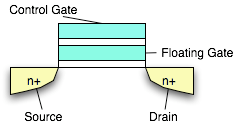 Control Gate
Floating Gate
n+
n+
Source
Drain